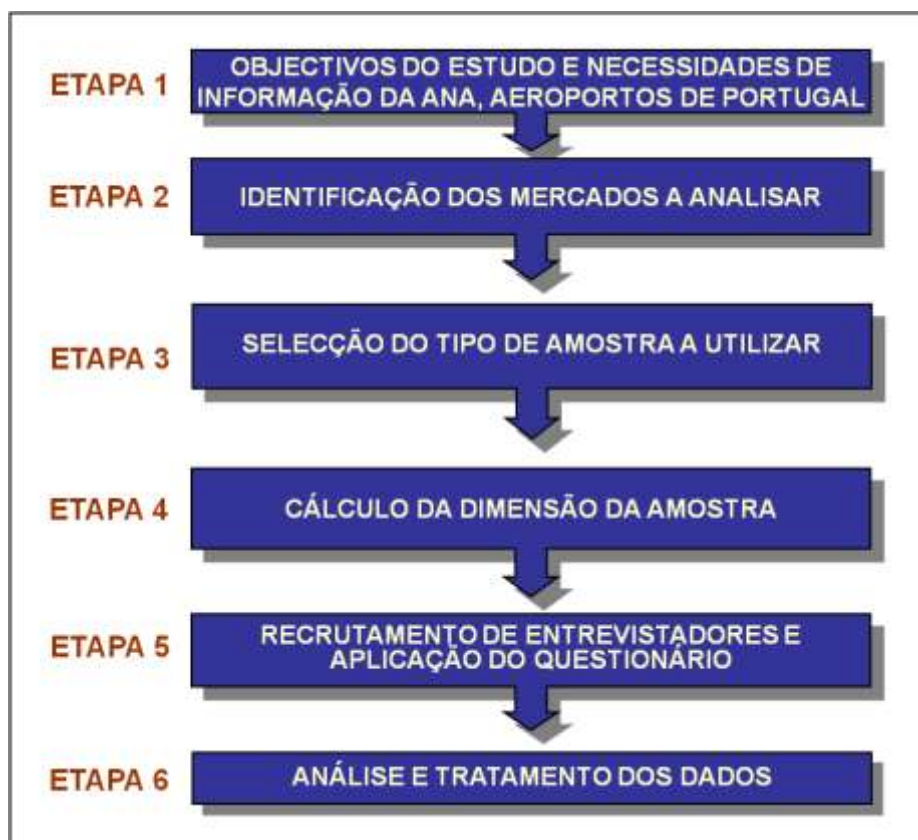 ETAPA 1
OBJECTIVOS DO ESTUDO E NECESSIDADES DE
INFORMAÇÃO DA ANA, AEROPORTOS DE PORTUGAL
ETAPA 2
IDENTIFICAÇÃO DOS MERCADOS A ANALISAR
ETAPA 3
SELECÇÃO DO TIPO DE AMOSTRA A UTILIZAR
ETAPA 4
CÁLCULO DA DIMENSÃO DA AMOSTRA
ETAPA 5
RECRUTAMENTO DE ENTREVISTADORES E
APLICAÇÃO DO QUESTIONÁRIO
ETAPA 6
ANÁLISE E TRATAMENTO DOS DADOS